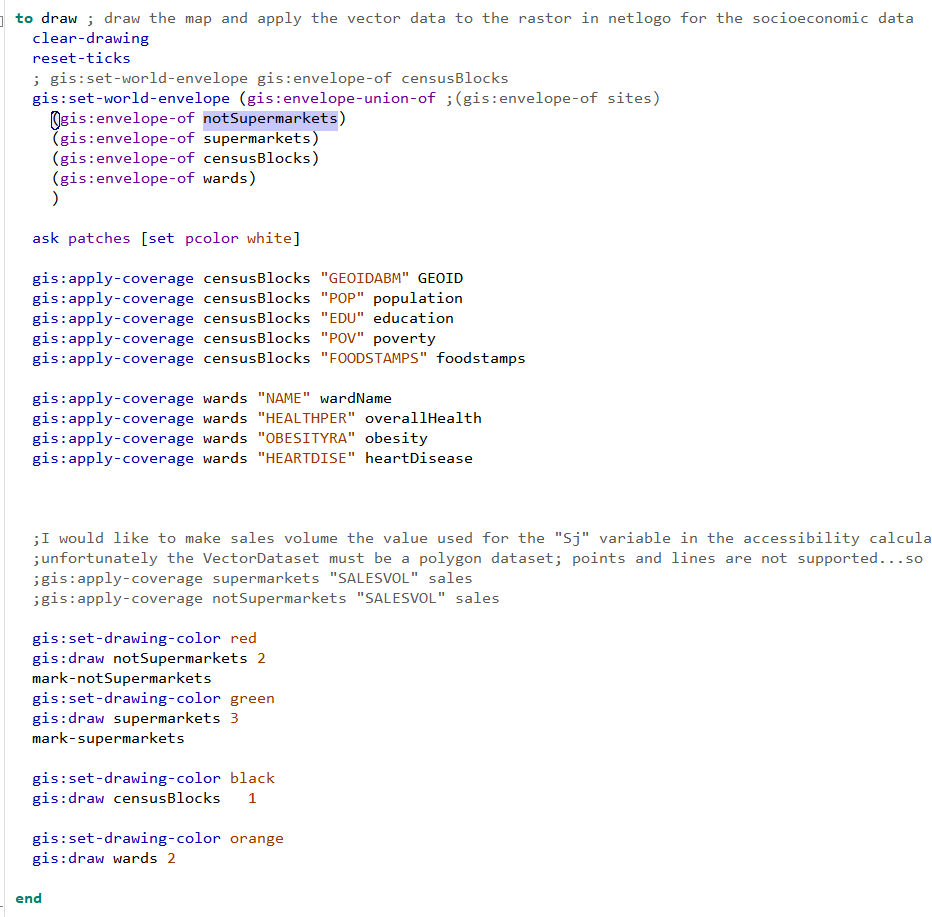 to draw ; draw the map and apply the vector data to the rastor in netlogo for the socioeconomic data
clear-drawing
reset-ticks
; gis:set-world-envelope gis:envelope-of censusBlocks
gis:set-world-envelope (gis:envelope-union-of ;(gis:envelope-of sites)
(gis:envelope-of notSupermarkets)
(gis:envelope-of supermarkets)
(gis:envelope-of censusBlocks)
(gis:envelope-of wards)
)
ask patches [set pcolor white]
gis:apply-coverage censusBlocks "GEOIDABM" GEOID
gis:apply-coverage censusBlocks "POP" population
gis:apply-coverage censusBlocks "EDU" education
gis:apply-coverage censusBlocks "POV" poverty
gis:apply-coverage censusBlocks "FOODSTAMPS" foodstamps
gis:apply-coverage wards "NAME" wardName
gis:apply-coverage wards "HEALTHPER" overallHealth
gis:apply-coverage wards "OBESITYRA" obesity
gis:apply-coverage wards "HEARTDISE" heartDisease
;I would like to make sales volume the value used for the "Sj" variable in the accessibility calcula
;unfortunately the VectorDataset must be a polygon dataset; points and lines are not supported...so
;gis:apply-coverage supermarkets "SALESVOL" sales
;gis:apply-coverage notSupermarkets "SALESVOL" sales
gis:set-drawing-color red
gis:draw notSupermarkets 2
mark-notSupermarkets
gis:set-drawing-color green
gis:draw supermarkets 3
mark-supermarkets
gis:set-drawing-color black
gis:draw censusBlocks   1
gis:set-drawing-color orange
gis:draw wards 2
end